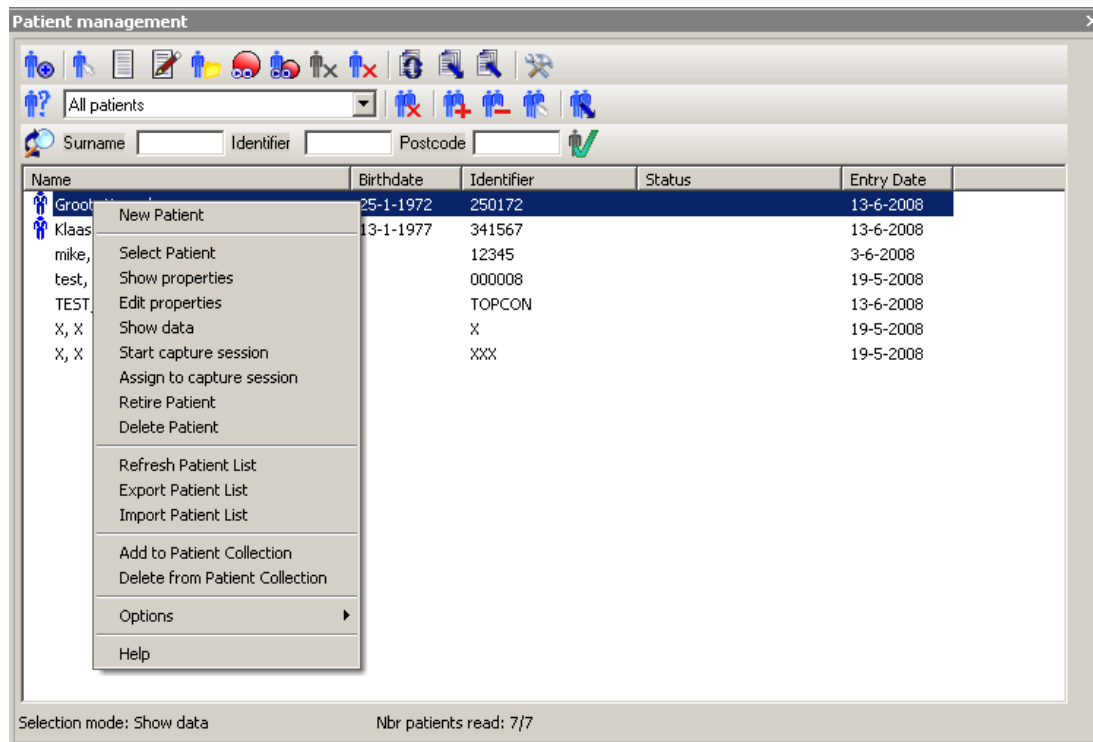 Patient management
All patients
Surname Identifier Postcode
Name Birthdate Identifier Status Entry Date
25-1-1972 250172 13-6-2008
Klaas 13-1-1977 341567 13-6-2008
mike, 12345 3-6-2008
test, 000008 19-5-2008
TEST_ TOPCON 13-6-2008
X, X X 19-5-2008
X, X XXX 19-5-2008
New Patient
Select Patient
Show properties
Edit properties
Show data
Start capture session
Assign to capture session
Retire Patient
Delete Patient
Refresh Patient List
Export Patient List
Import Patient List
Add to Patient Collection
Delete from Patient Collection
Options
Help
Selection mode: Show data Nbr patients read: 7/7